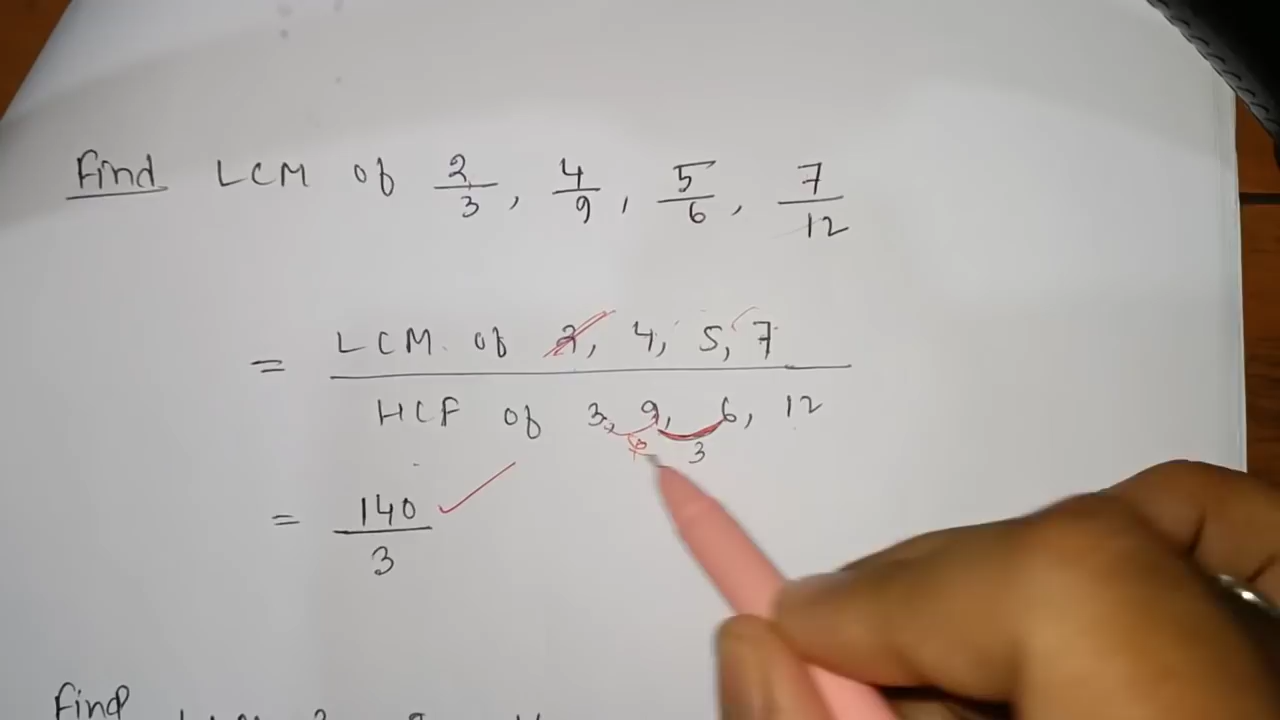 Find LCM of 2/3, 4/9, 5/6, 7/12
= LCM of 2, 4, 5, 7
HCF of 3, 9, 6, 12
3
= 140/3
Find